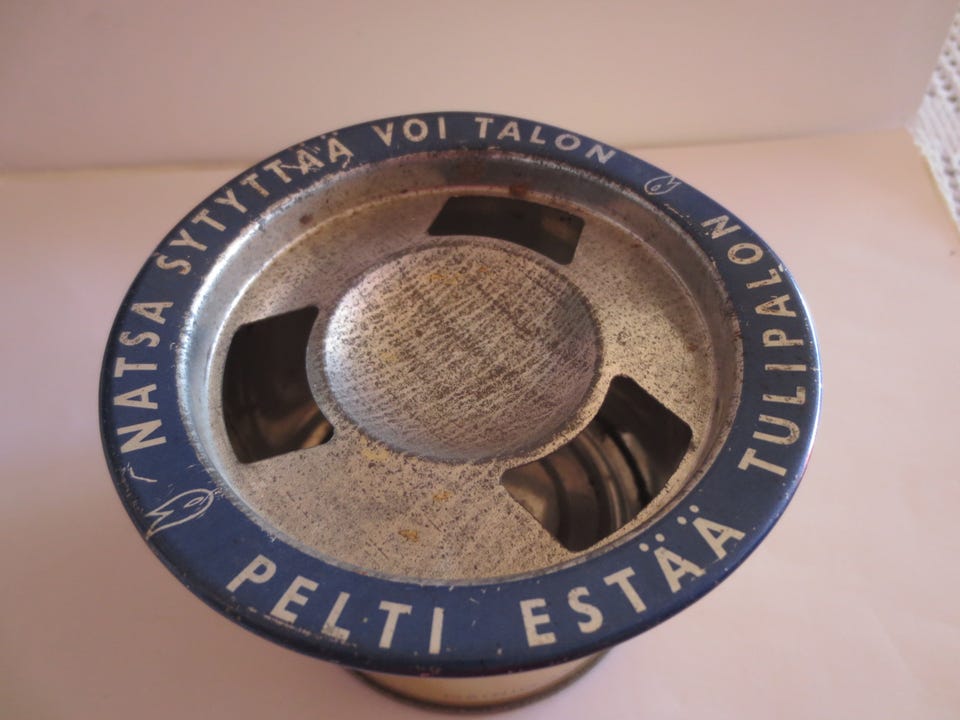 NATSA SYTYTTÄÄ VOI TALON
PELTI ESTÄÄ TULIPALON